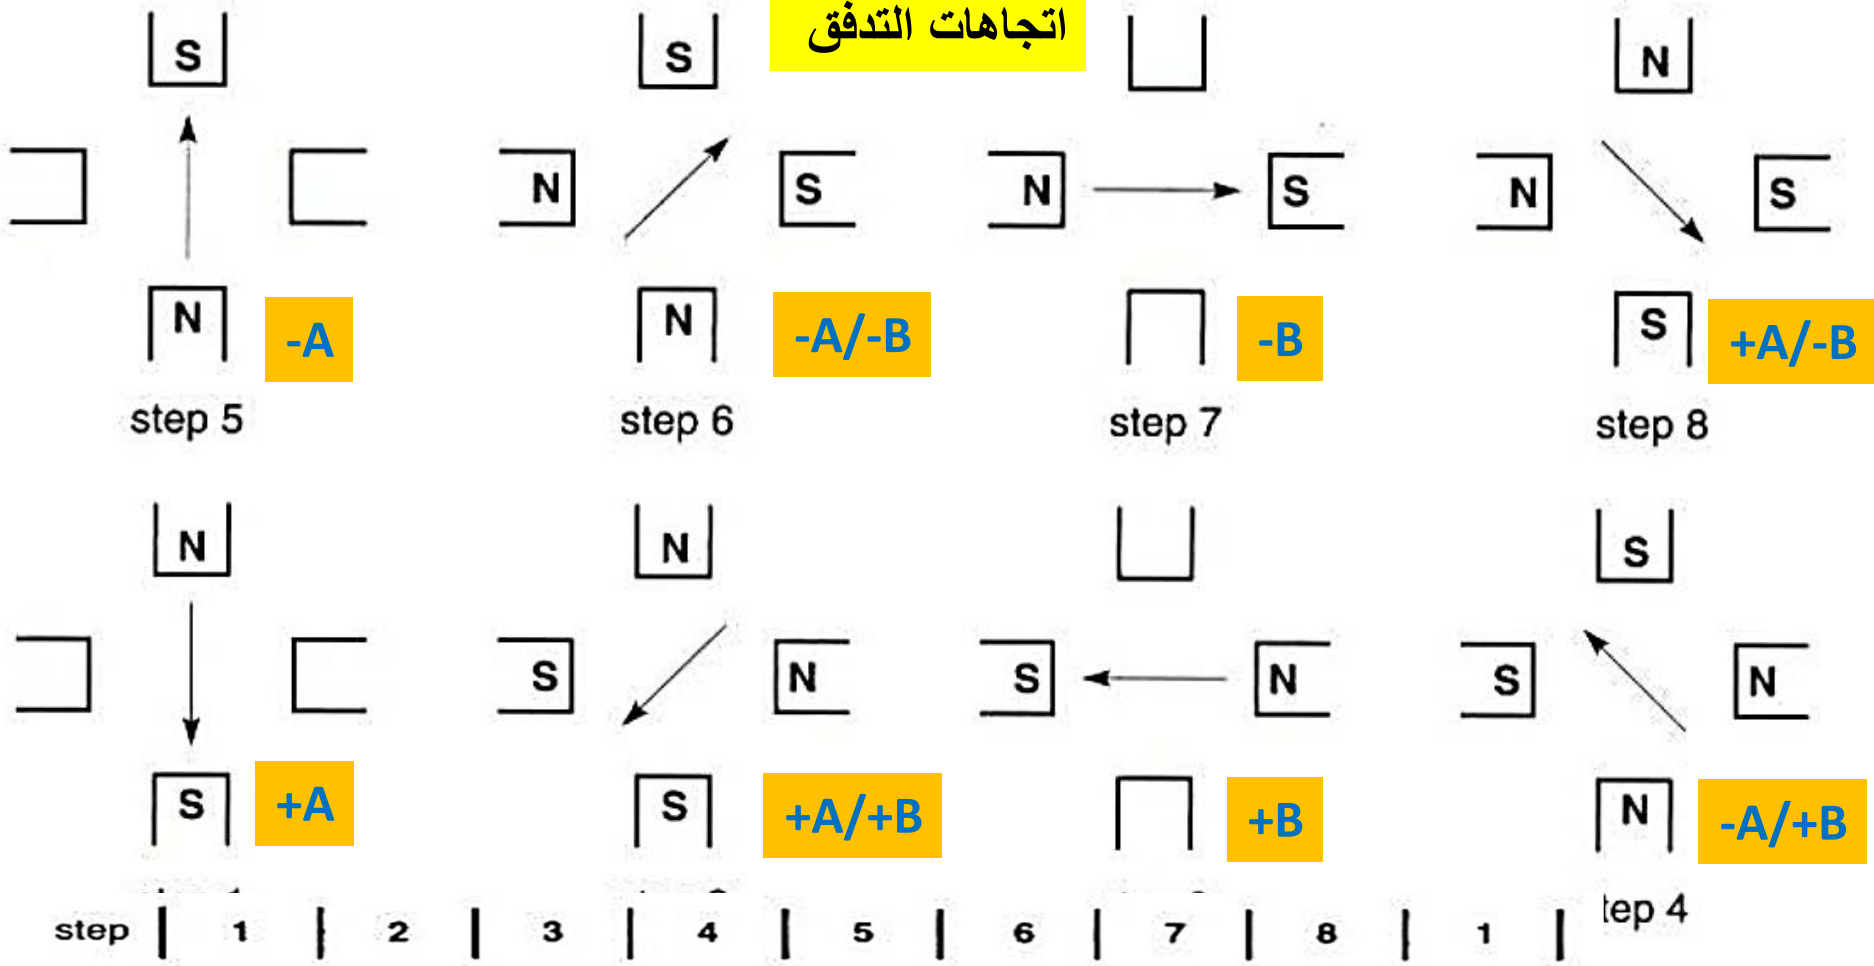 اتجاهات التدفق
S
S
N
N
S
N
S
N
S
N
-A
N
-A/-B
-B
S
+A/-B
step 5
step 6
step 7
step 8
N
N
S
S
N
S
N
S
N
S
+A
S
+A/+B
+B
N
-A/+B
tep 4
step 1 2 3 4 5 6 7 8 1